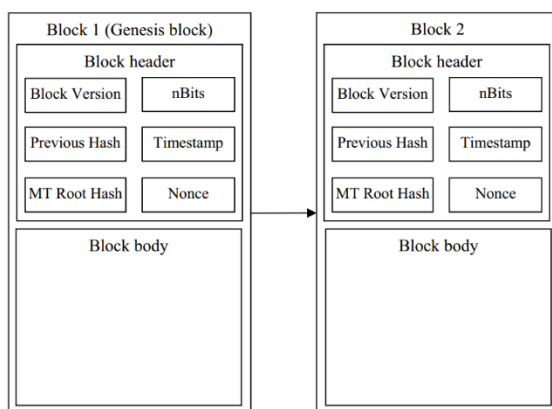 Block 1 (Genesis block)
Block header
Block Version
nBits
Previous Hash
Timestamp
MT Root Hash
Nonce
Block body
Block 2
Block header
Block Version
nBits
Previous Hash
Timestamp
MT Root Hash
Nonce
Block body